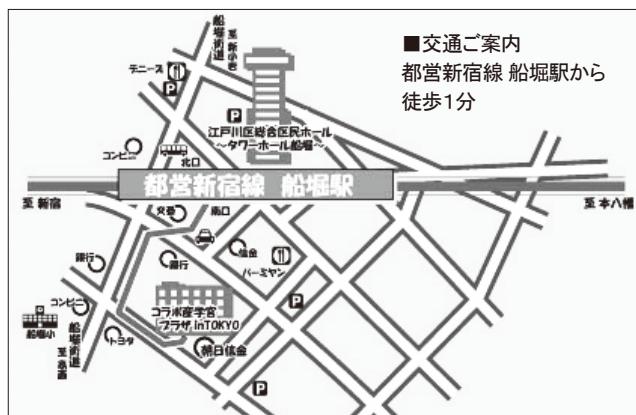 ■交通ご案内
都営新宿線 船堀駅から
徒歩1分
船堀街道
至 新小岩
デニーズ
P
P
江戸川区総合区民ホール
～タワーホール船堀～
コンビニ
北口
都営新宿線 船堀駅
至 新宿
至 本八幡
交番
南口
銀行
銀行
信金
バーミヤン
コンビニ
コラボ産学官
プラザ inTOKYO
P
船堀小
船堀街道
トヨタ
朝日信金
P